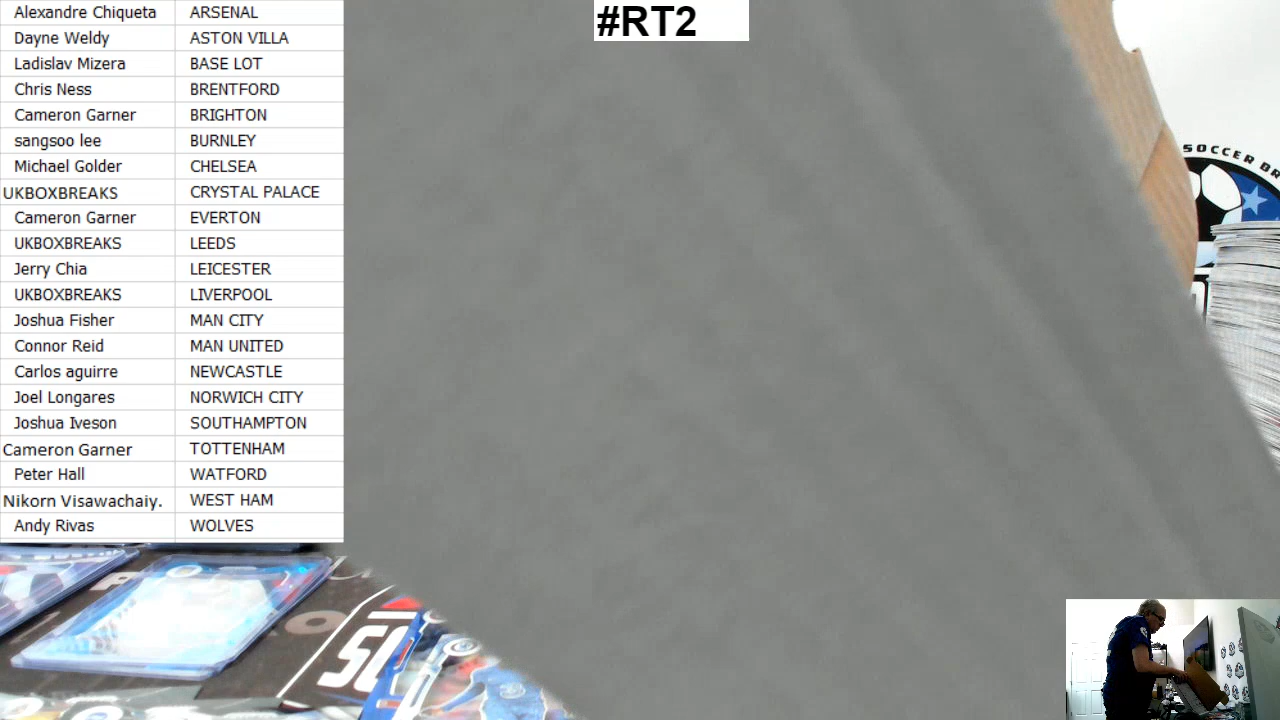 #RT2
Alexandre Chiqueta ARSENAL
Dayne Weldy ASTON VILLA
Ladislav Mizera BASE LOT
Chris Ness BRENTFORD
Cameron Garner BRIGHTON
sangsoo lee BURNLEY
Michael Golder CHELSEA
UKBOXBREAKS CRYSTAL PALACE
Cameron Garner EVERTON
UKBOXBREAKS LEEDS
Jerry Chia LEICESTER
UKBOXBREAKS LIVERPOOL
Joshua Fisher MAN CITY
Connor Reid MAN UNITED
Carlos aguirre NEWCASTLE
Joel Longares NORWICH CITY
Joshua Iveson SOUTHAMPTON
Cameron Garner TOTTENHAM
Peter Hall WATFORD
Nikorn Visawachaiy. WEST HAM
Andy Rivas WOLVES
SOCCER BR